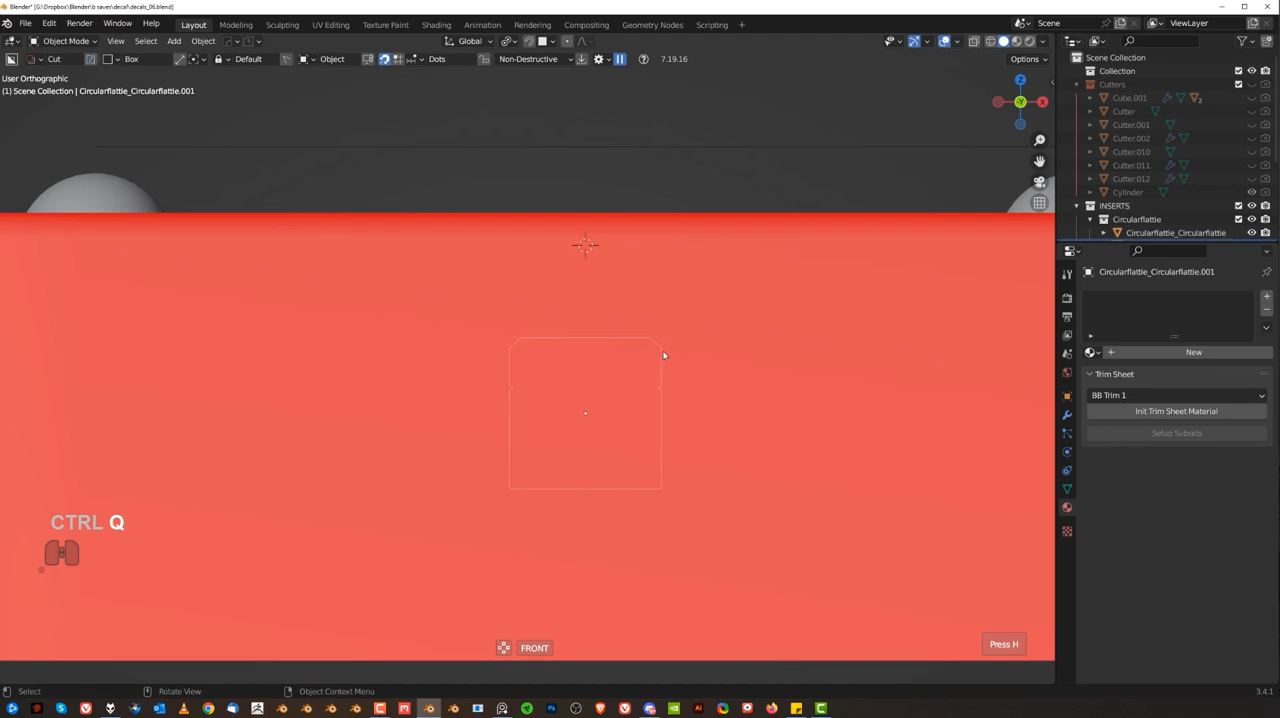 Blender* [G:\Dropbox\Blender\b saves\decal\decals_06.blend]
File Edit Render Window Help Layout Modeling Sculpting UV Editing Texture Paint Shading Animation Rendering Compositing Geometry Nodes Scripting + Scene ViewLayer
Object Mode View Select Add Object Global Options
Cut Box Default Object Dots Non-Destructive 7.19.16
User Orthographic
(1) Scene Collection | Circularflattie_Circularflattie.001
Z
-Y
X
Scene Collection
Collection
Cutters
Cube.001 2
Cutter
Cutter.001
Cutter.002
Cutter.010
Cutter.011
Cutter.012
Cylinder
INSERTS
Circularflattie
Circularflattie_Circularflattie
Circularflattie_Circularflattie.001
New
Trim Sheet
BB Trim 1
Init Trim Sheet Material
Setup Subsets
CTRL Q
FRONT
Press H
Select Rotate View Object Context Menu 3.4.1